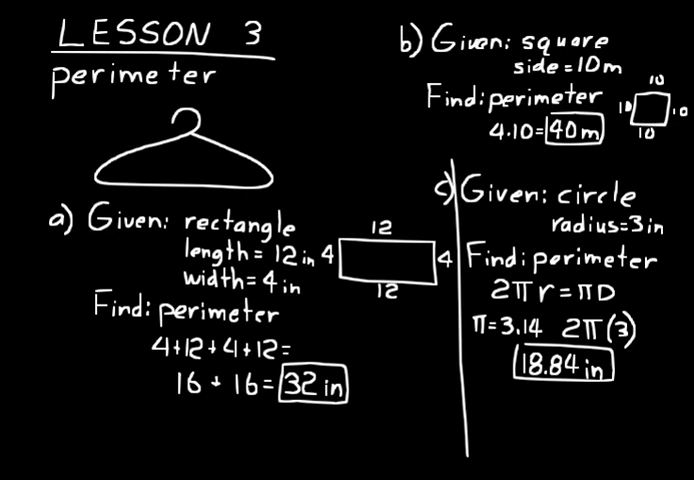 LESSON 3
perimeter
a) Given: rectangle
length = 12 in
width = 4 in
12
4
4
12
Find: perimeter
4+12+4+12=
16 + 16 = 32 in
b) Given: square
side = 10m
Find: perimeter
4.10 = 40 m
10
10
10
10
c) Given: circle
radius = 3 in
Find: perimeter
2πr = πD
π = 3.14 2π(3)
18.84 in